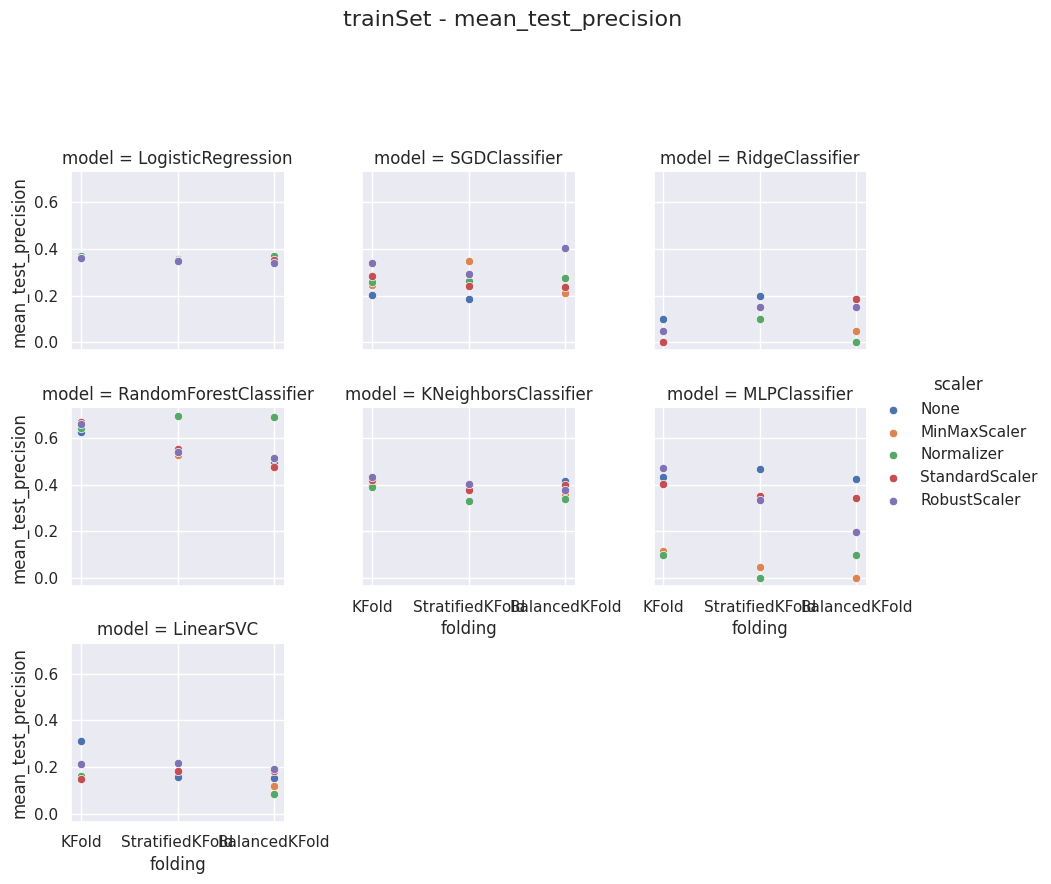 trainSet - mean_test_precision
model = LogisticRegression
model = SGDClassifier
model = RidgeClassifier
mean_test_precision
0.6
0.4
0.2
0.0
model = RandomForestClassifier
model = KNeighborsClassifier
model = MLPClassifier
mean_test_precision
0.6
0.4
0.2
0.0
KFold
StratifiedKFold
BalancedKFold
folding
KFold
StratifiedKFold
BalancedKFold
folding
scaler
None
MinMaxScaler
Normalizer
StandardScaler
RobustScaler
model = LinearSVC
mean_test_precision
0.6
0.4
0.2
0.0
KFold
StratifiedKFold
BalancedKFold
folding